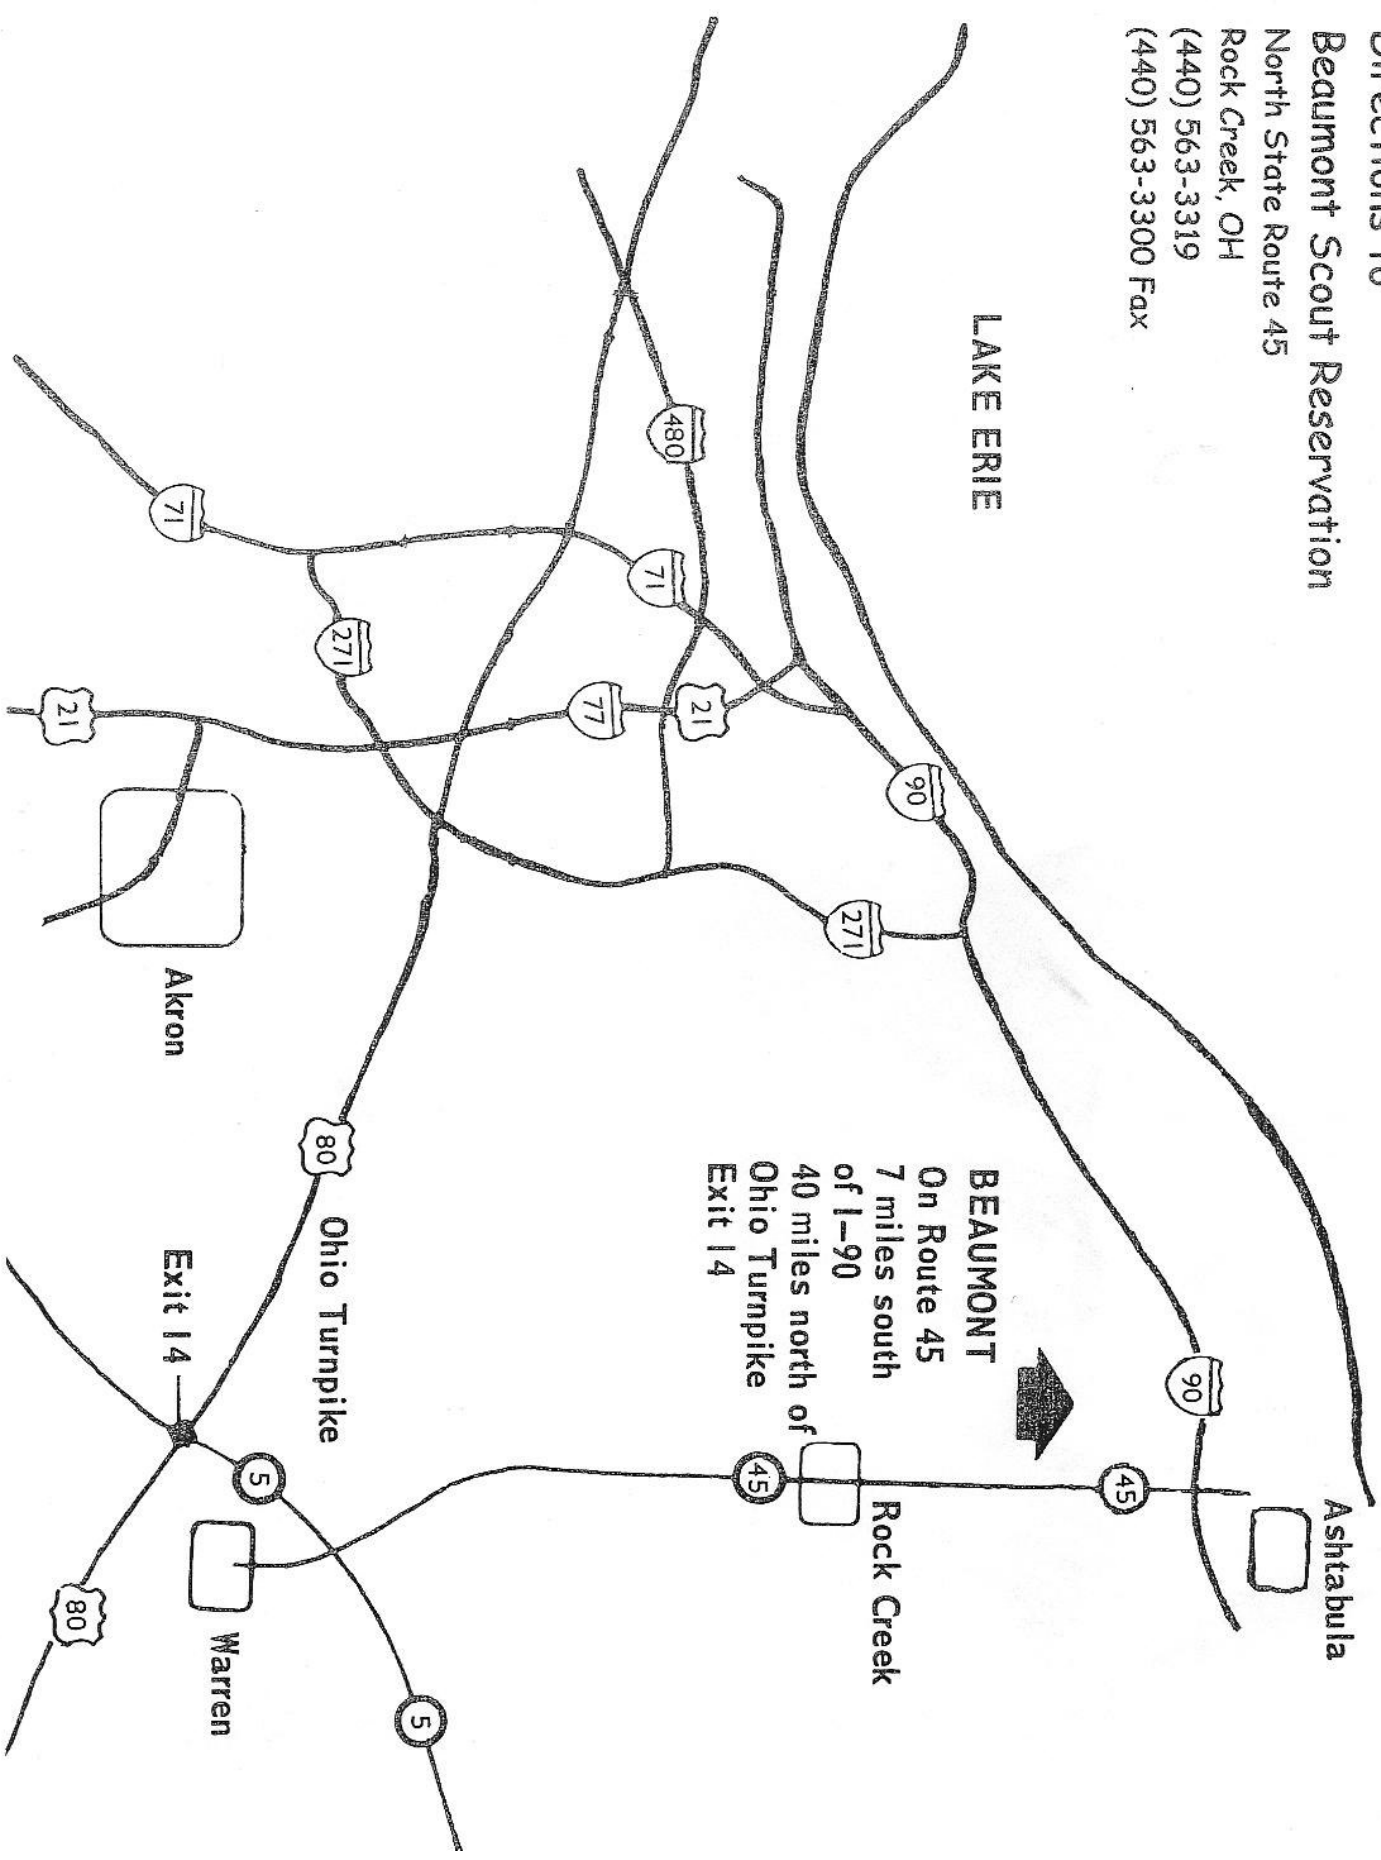 Directions To
Beaumont Scout Reservation
North State Route 45
Rock Creek, OH
(440) 563-3319
(440) 563-3300 Fax
LAKE ERIE
Ashtabula
90
45
BEAUMONT
On Route 45
7 miles south
of I-90
40 miles north of
Ohio Turnpike
Exit 14
Rock Creek
45
90
271
480
71
21
77
271
71
21
Akron
80
Ohio Turnpike
Exit 14
5
5
Warren
80